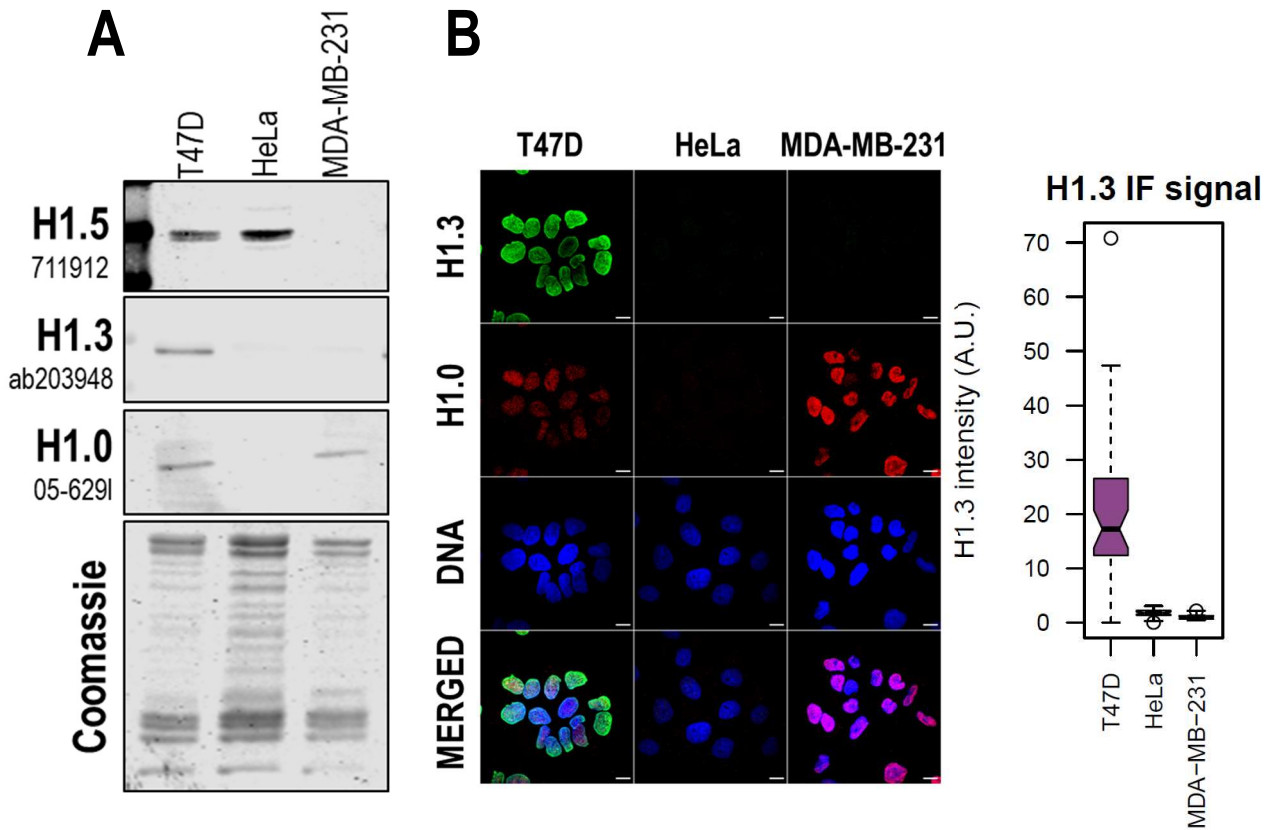 A
T47D
HeLa
MDA-MB-231
H1.5
711912
H1.3
ab203948
H1.0
05-629I
Coomassie
B
T47D HeLa MDA-MB-231
H1.3
H1.0
DNA
MERGED
H1.3 IF signal
H1.3 intensity (A.U.)
70
60
50
40
30
20
10
0
T47D
HeLa
MDA−MB−231